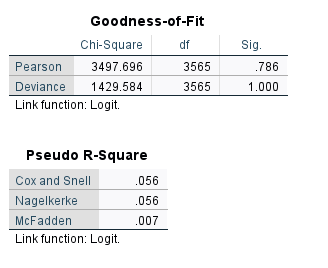 Goodness-of-Fit
Chi-Square df Sig.
Pearson 3497.696 3565 .786
Deviance 1429.584 3565 1.000
Link function: Logit.
Pseudo R-Square
Cox and Snell .056
Nagelkerke .056
McFadden .007
Link function: Logit.